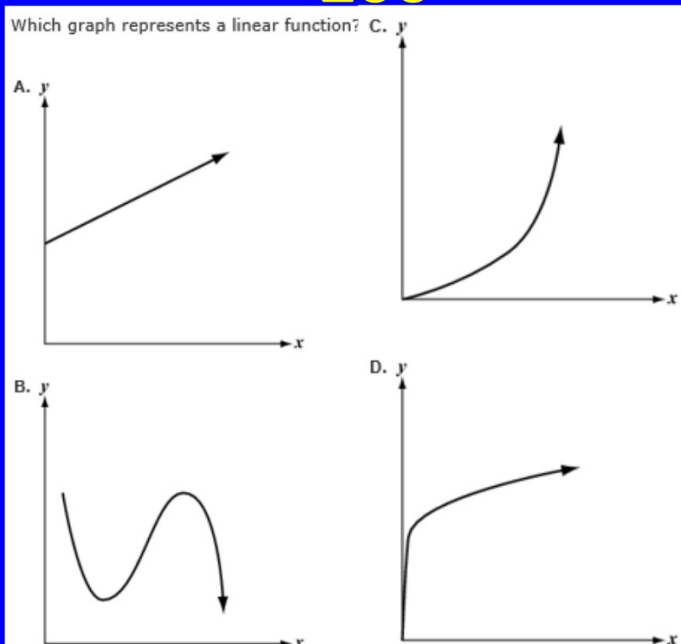 Which graph represents a linear function?
A. y
x
B. y
x
C. y
x
D. y
x